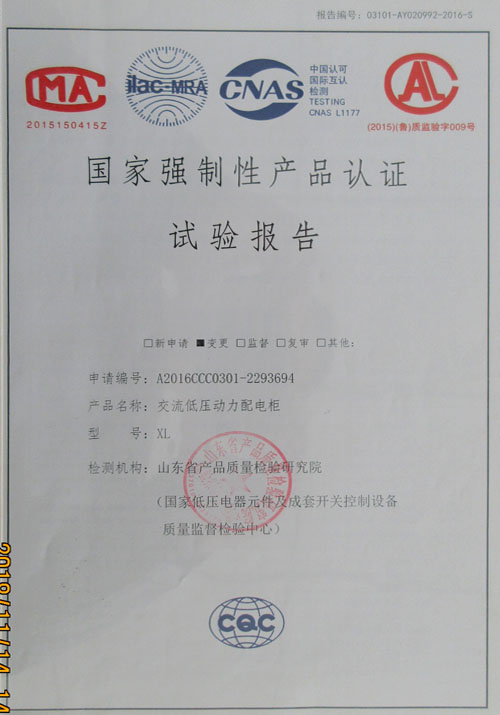 报告编号：03101-AY020992-2016-S
CMA
ilac-MRA
CNAS
中国认可
国际互认
检测
TESTING
CNAS L1177
CAL
2015150415Z
(2015)(鲁)质监验字009号
国家强制性产品认证
试验报告
□新申请 ■变更 □监督 □复审 □其他：
申请编号：A2016CCC0301-2293694
产品名称：交流低压动力配电柜
型 号：XL
检测机构：山东省产品质量检验研究院
（国家低压电器元件及成套开关控制设备
质量监督检验中心）
CQC
2018/11/14 14